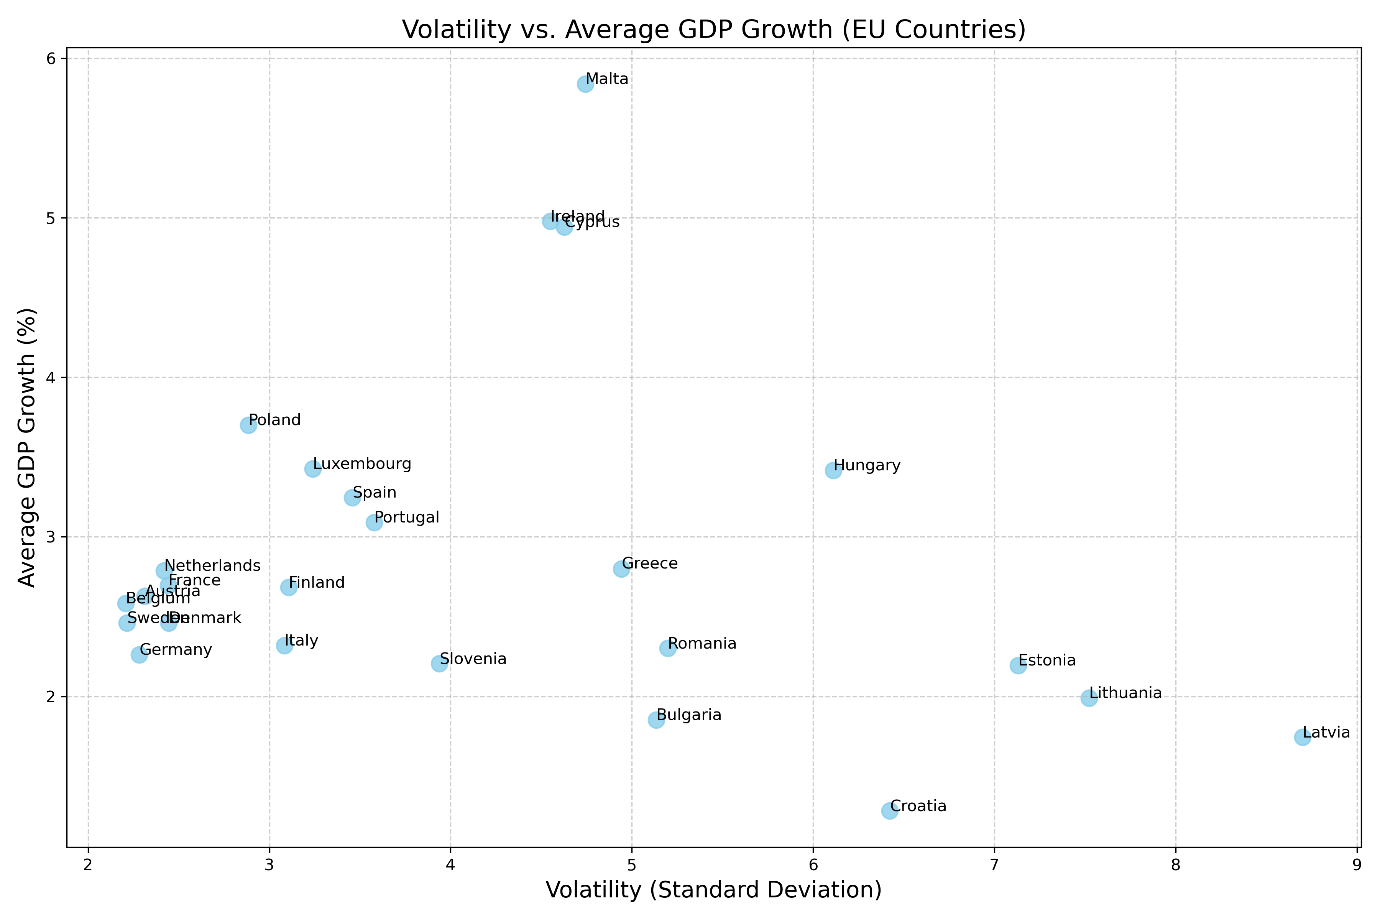 Volatility vs. Average GDP Growth (EU Countries)
Average GDP Growth (%)
6
5
4
3
2
Malta
Ireland
Cyprus
Poland
Luxembourg
Hungary
Spain
Portugal
Netherlands
Greece
France
Finland
Austria
Belgium
Sweden
Denmark
Italy
Romania
Germany
Slovenia
Estonia
Lithuania
Bulgaria
Latvia
Croatia
2 3 4 5 6 7 8 9
Volatility (Standard Deviation)